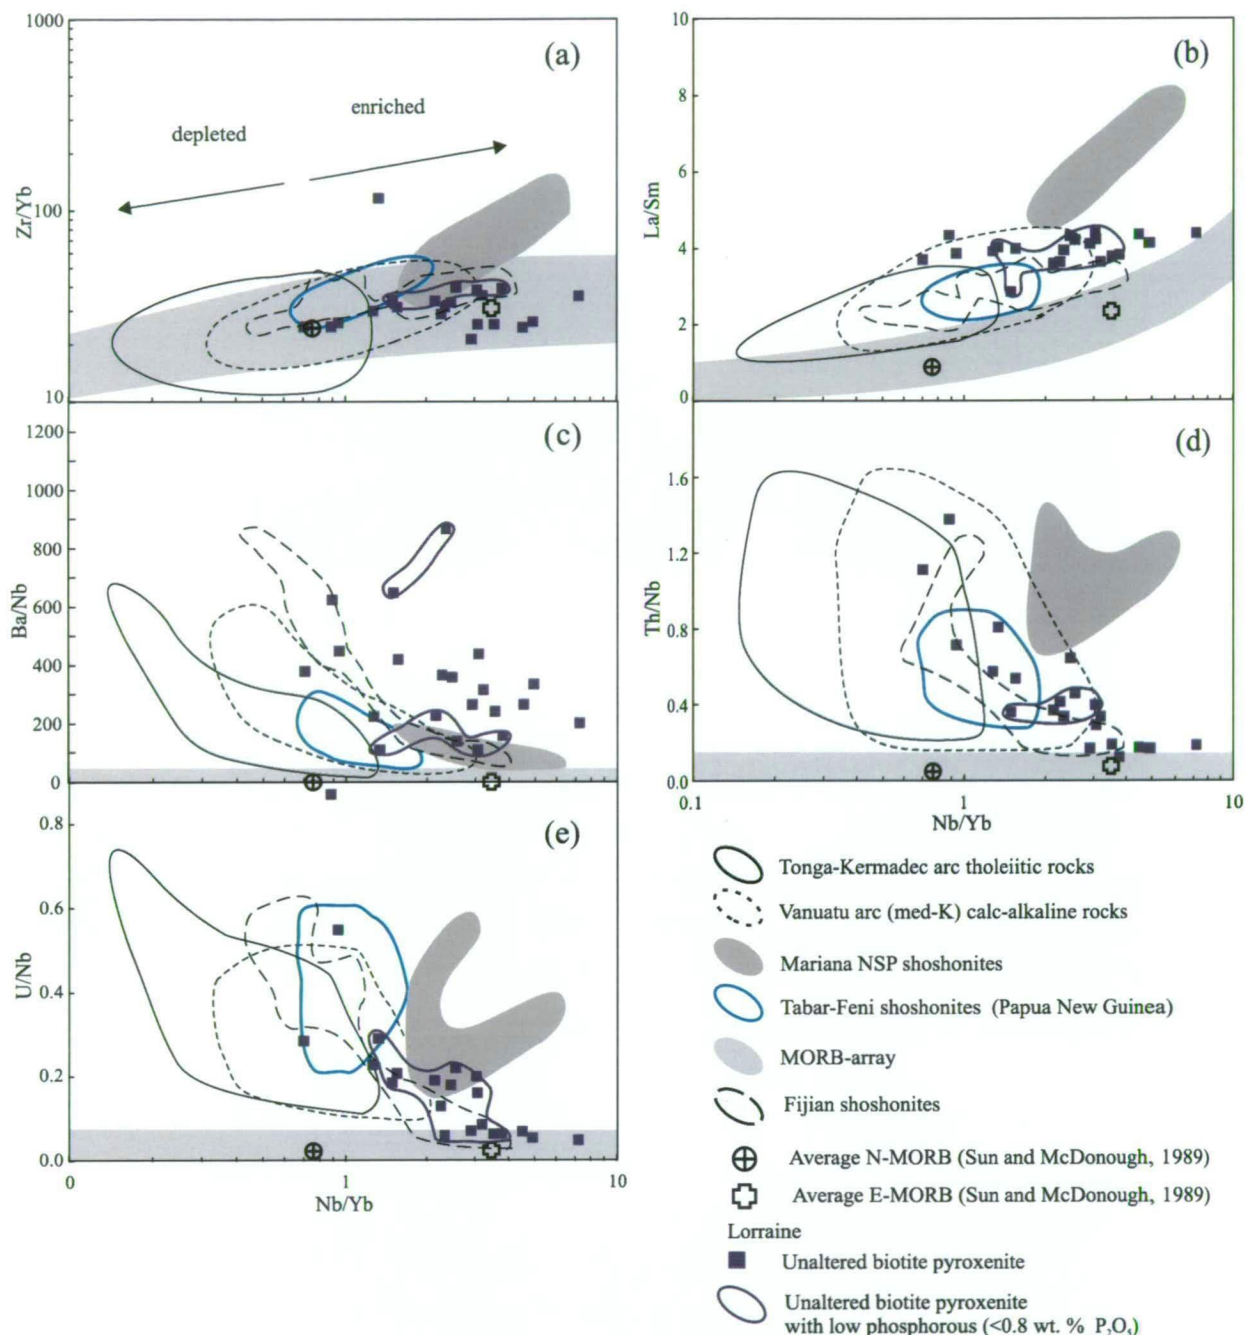 1000
(a)
enriched
depleted
Zr/Yb
100
10
10
(b)
8
6
La/Sm
4
2
0
1200
(c)
1000
800
Ba/Nb
600
400
200
0
(d)
1.6
1.2
Th/Nb
0.8
0.4
0.0
0.1
1
10
Nb/Yb
0.8
(e)
0.6
U/Nb
0.4
0.2
0.0
0
1
10
Nb/Yb
Tonga-Kermadec arc tholeiitic rocks
Vanuatu arc (med-K) calc-alkaline rocks
Mariana NSP shoshonites
Tabar-Feni shoshonites (Papua New Guinea)
MORB-array
Fijian shoshonites
Average N-MORB (Sun and McDonough, 1989)
Average E-MORB (Sun and McDonough, 1989)
Lorraine
Unaltered biotite pyroxenite
Unaltered biotite pyroxenite
with low phosphorous (<0.8 wt. %